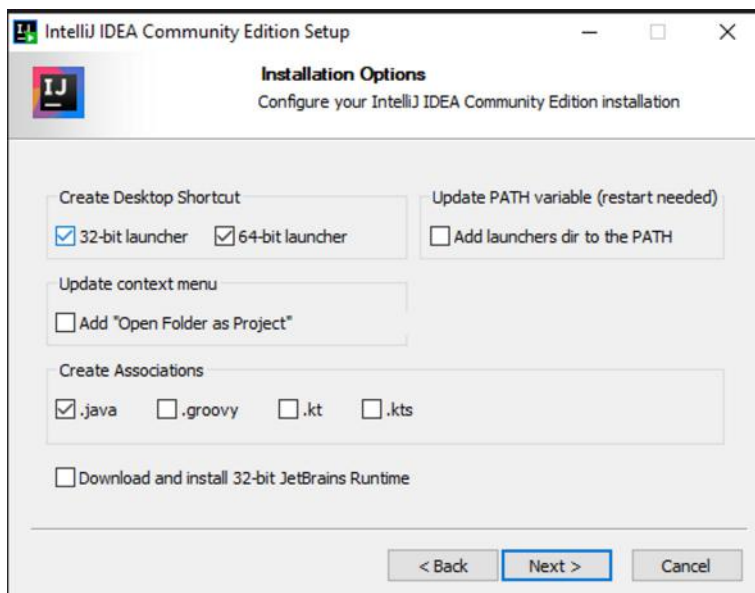 IntelliJ IDEA Community Edition Setup
IJ
Installation Options
Configure your IntelliJ IDEA Community Edition installation
Create Desktop Shortcut
32-bit launcher 64-bit launcher
Update PATH variable (restart needed)
Add launchers dir to the PATH
Update context menu
Add "Open Folder as Project"
Create Associations
.java .groovy .kt .kts
Download and install 32-bit JetBrains Runtime
< Back Next > Cancel